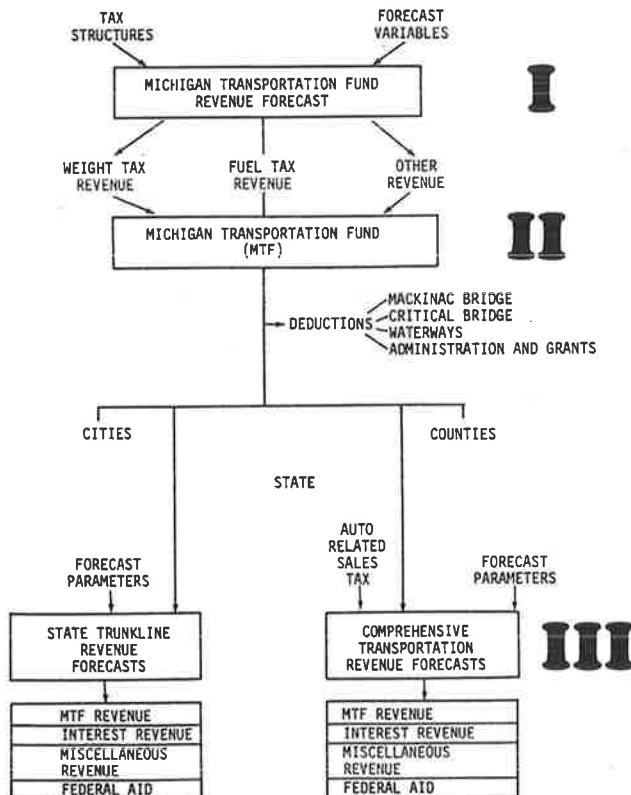 TAX
STRUCTURES
FORECAST
VARIABLES
MICHIGAN TRANSPORTATION FUND
REVENUE FORECAST
WEIGHT TAX
REVENUE
FUEL TAX
REVENUE
OTHER
REVENUE
MICHIGAN TRANSPORTATION FUND
(MTF)
DEDUCTIONS
MACKINAC BRIDGE
CRITICAL BRIDGE
WATERWAYS
ADMINISTRATION AND GRANTS
CITIES
COUNTIES
STATE
FORECAST
PARAMETERS
AUTO
RELATED
SALES
TAX
FORECAST
PARAMETERS
STATE TRUNKLINE
REVENUE
FORECASTS
COMPREHENSIVE
TRANSPORTATION
REVENUE FORECASTS
MTF REVENUE
INTEREST REVENUE
MISCELLANEOUS
REVENUE
FEDERAL AID
MTF REVENUE
INTEREST REVENUE
MISCELLANEOUS
REVENUE
FEDERAL AID